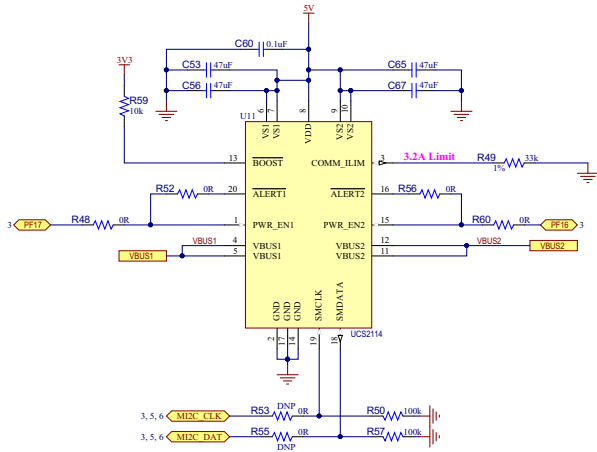 5V
C60 0.1uF
3V3
C53 47uF
C65 47uF
C56 47uF
C67 47uF
R59
10k
U11
6 7 8 9 10
VS1 VS1 VDD VS2 VS2
13 BOOST
COMM_ILIM 3
3.2A Limit
R49 33k
1%
R52 0R
20 ALERT1
ALERT2 16
R56 0R
3 PF17
R48 0R
1 PWR_EN1
PWR_EN2 15
R60 0R
PF16 3
VBUS1
VBUS1 4 VBUS1
5 VBUS1
VBUS2 12 VBUS2
VBUS2 11
VBUS2
GND GND GND SMCLK SMDATA
2 17 14 19 18
UCS2114
DNP
3, 5, 6 MI2C_CLK R53 0R
R50 100k
3, 5, 6 MI2C_DAT R55 0R
R57 100k
DNP